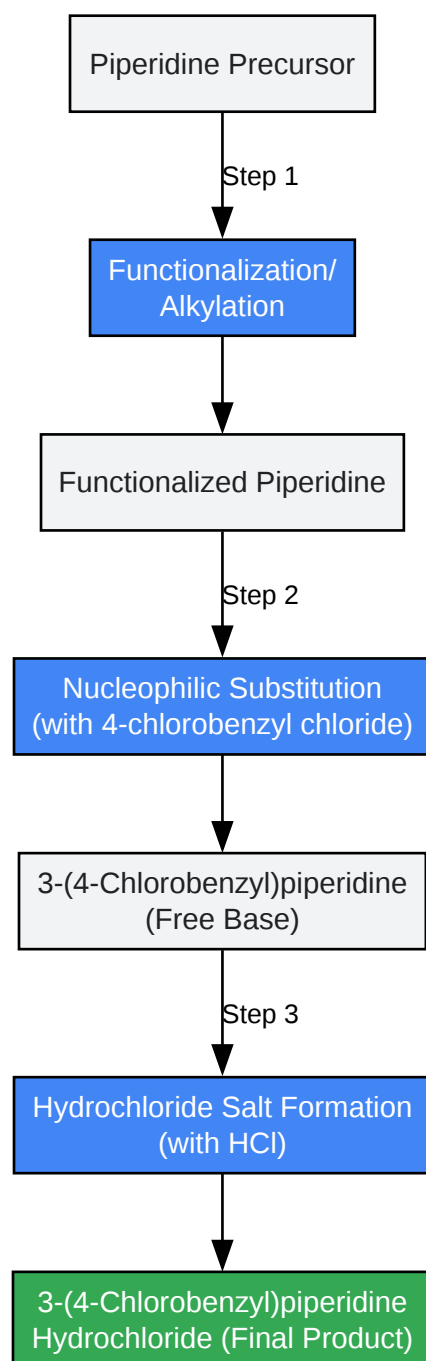 Piperidine Precursor
Step 1
Functionalization/
Alkylation
Functionalized Piperidine
Step 2
Nucleophilic Substitution
(with 4-chlorobenzyl chloride)
3-(4-Chlorobenzyl)piperidine
(Free Base)
Step 3
Hydrochloride Salt Formation
(with HCl)
3-(4-Chlorobenzyl)piperidine
Hydrochloride (Final Product)